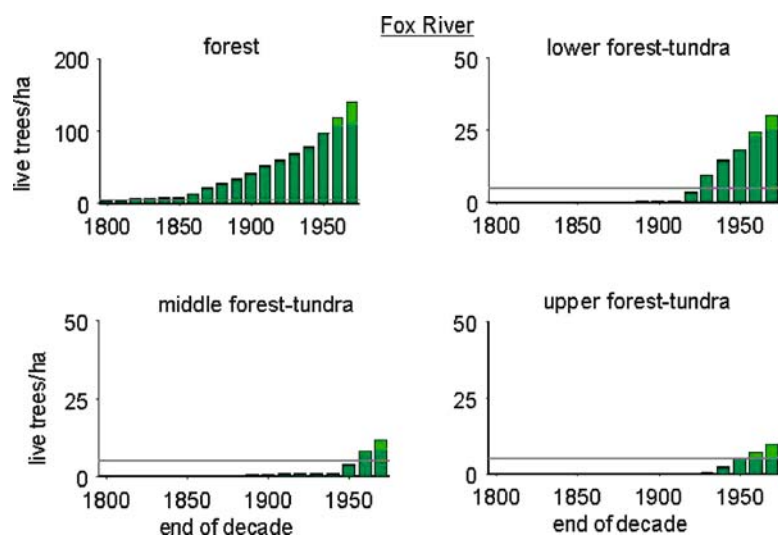 Fox River
forest
lower forest-tundra
live trees/ha
200
100
0
1800 1850 1900 1950
50
25
0
1800 1850 1900 1950
middle forest-tundra
upper forest-tundra
live trees/ha
50
25
0
1800 1850 1900 1950
end of decade
50
25
0
1800 1850 1900 1950
end of decade